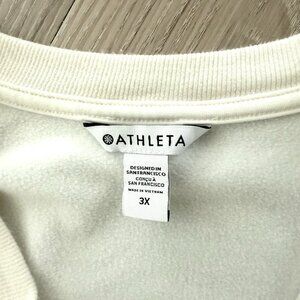 ATHLETA
DESIGNED IN
SAN FRANCISCO
CONÇU À
SAN FRANCISCO
MADE IN VIETNAM
3X